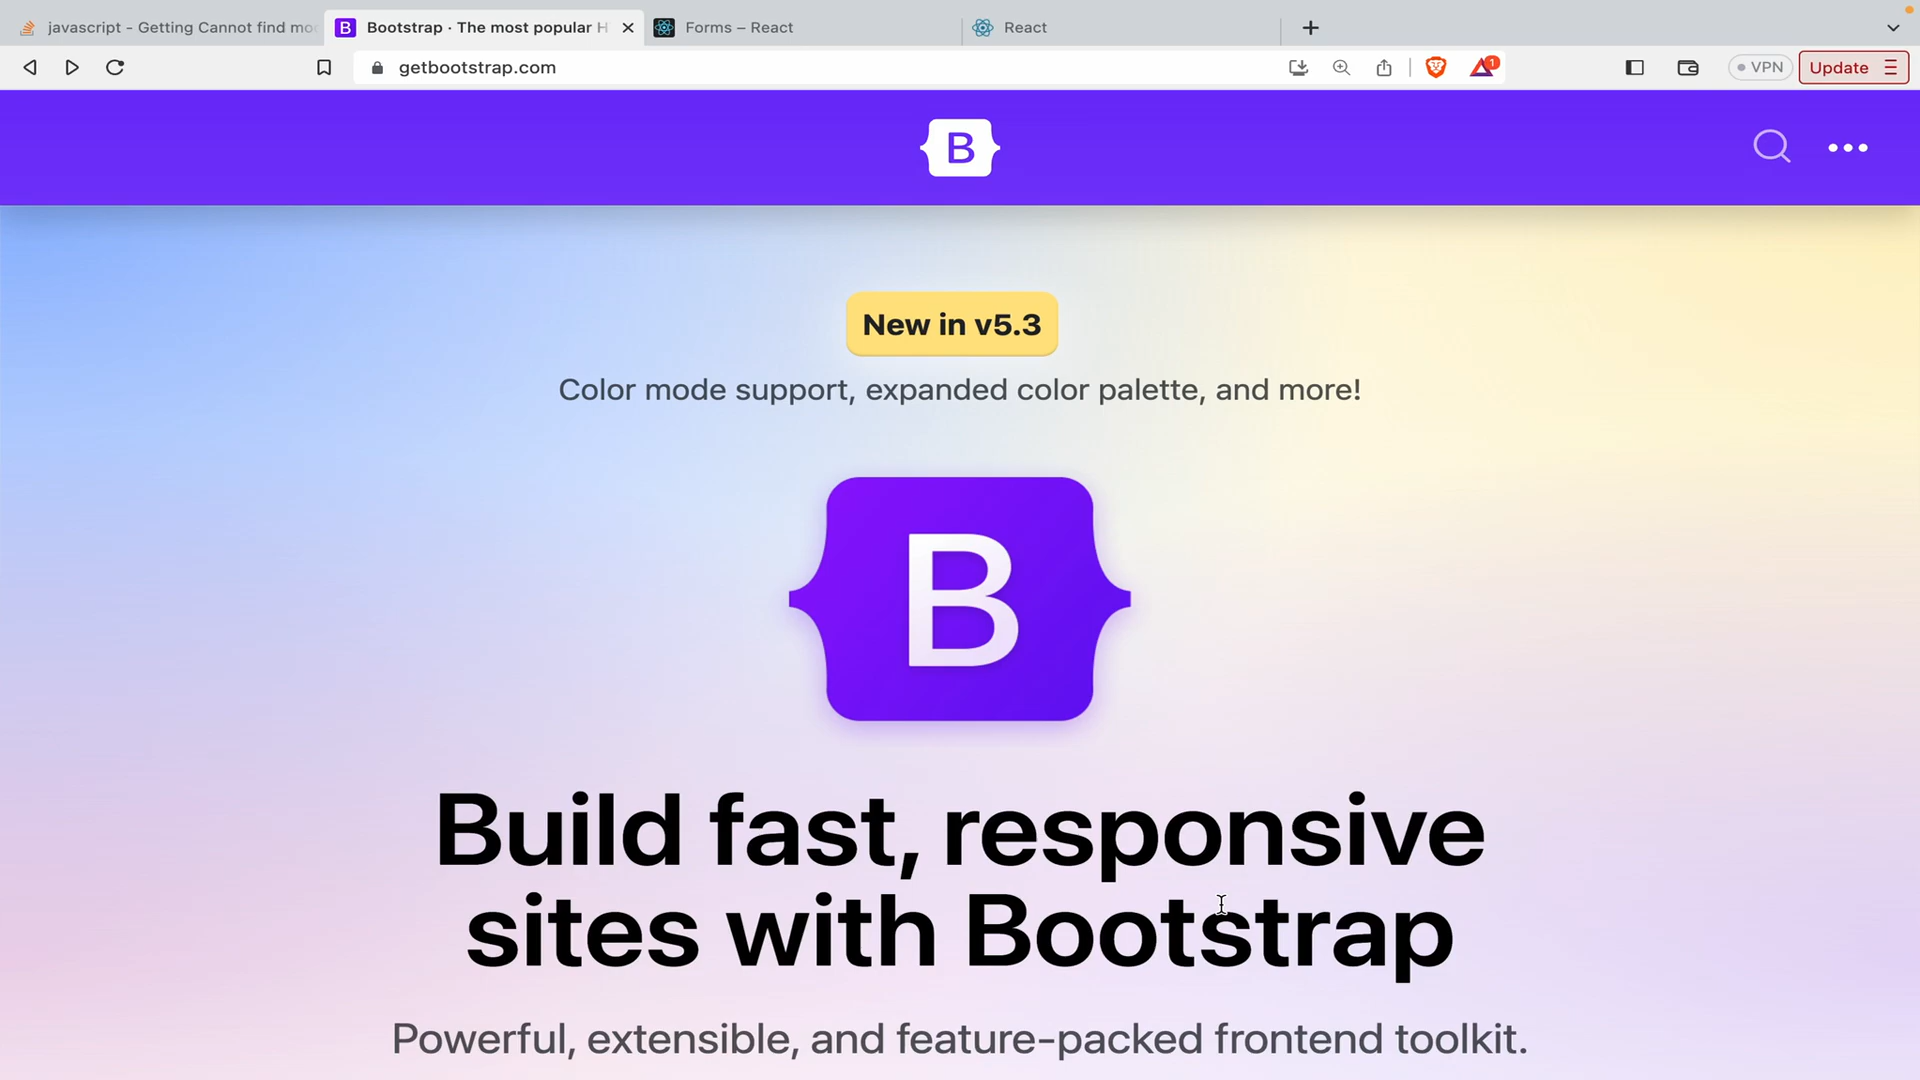 javascript - Getting Cannot find mo
Bootstrap · The most popular H
Forms – React
React
getbootstrap.com
1
VPN
Update
B
New in v5.3
Color mode support, expanded color palette, and more!
B
Build fast, responsive
sites with Bootstrap
Powerful, extensible, and feature-packed frontend toolkit.